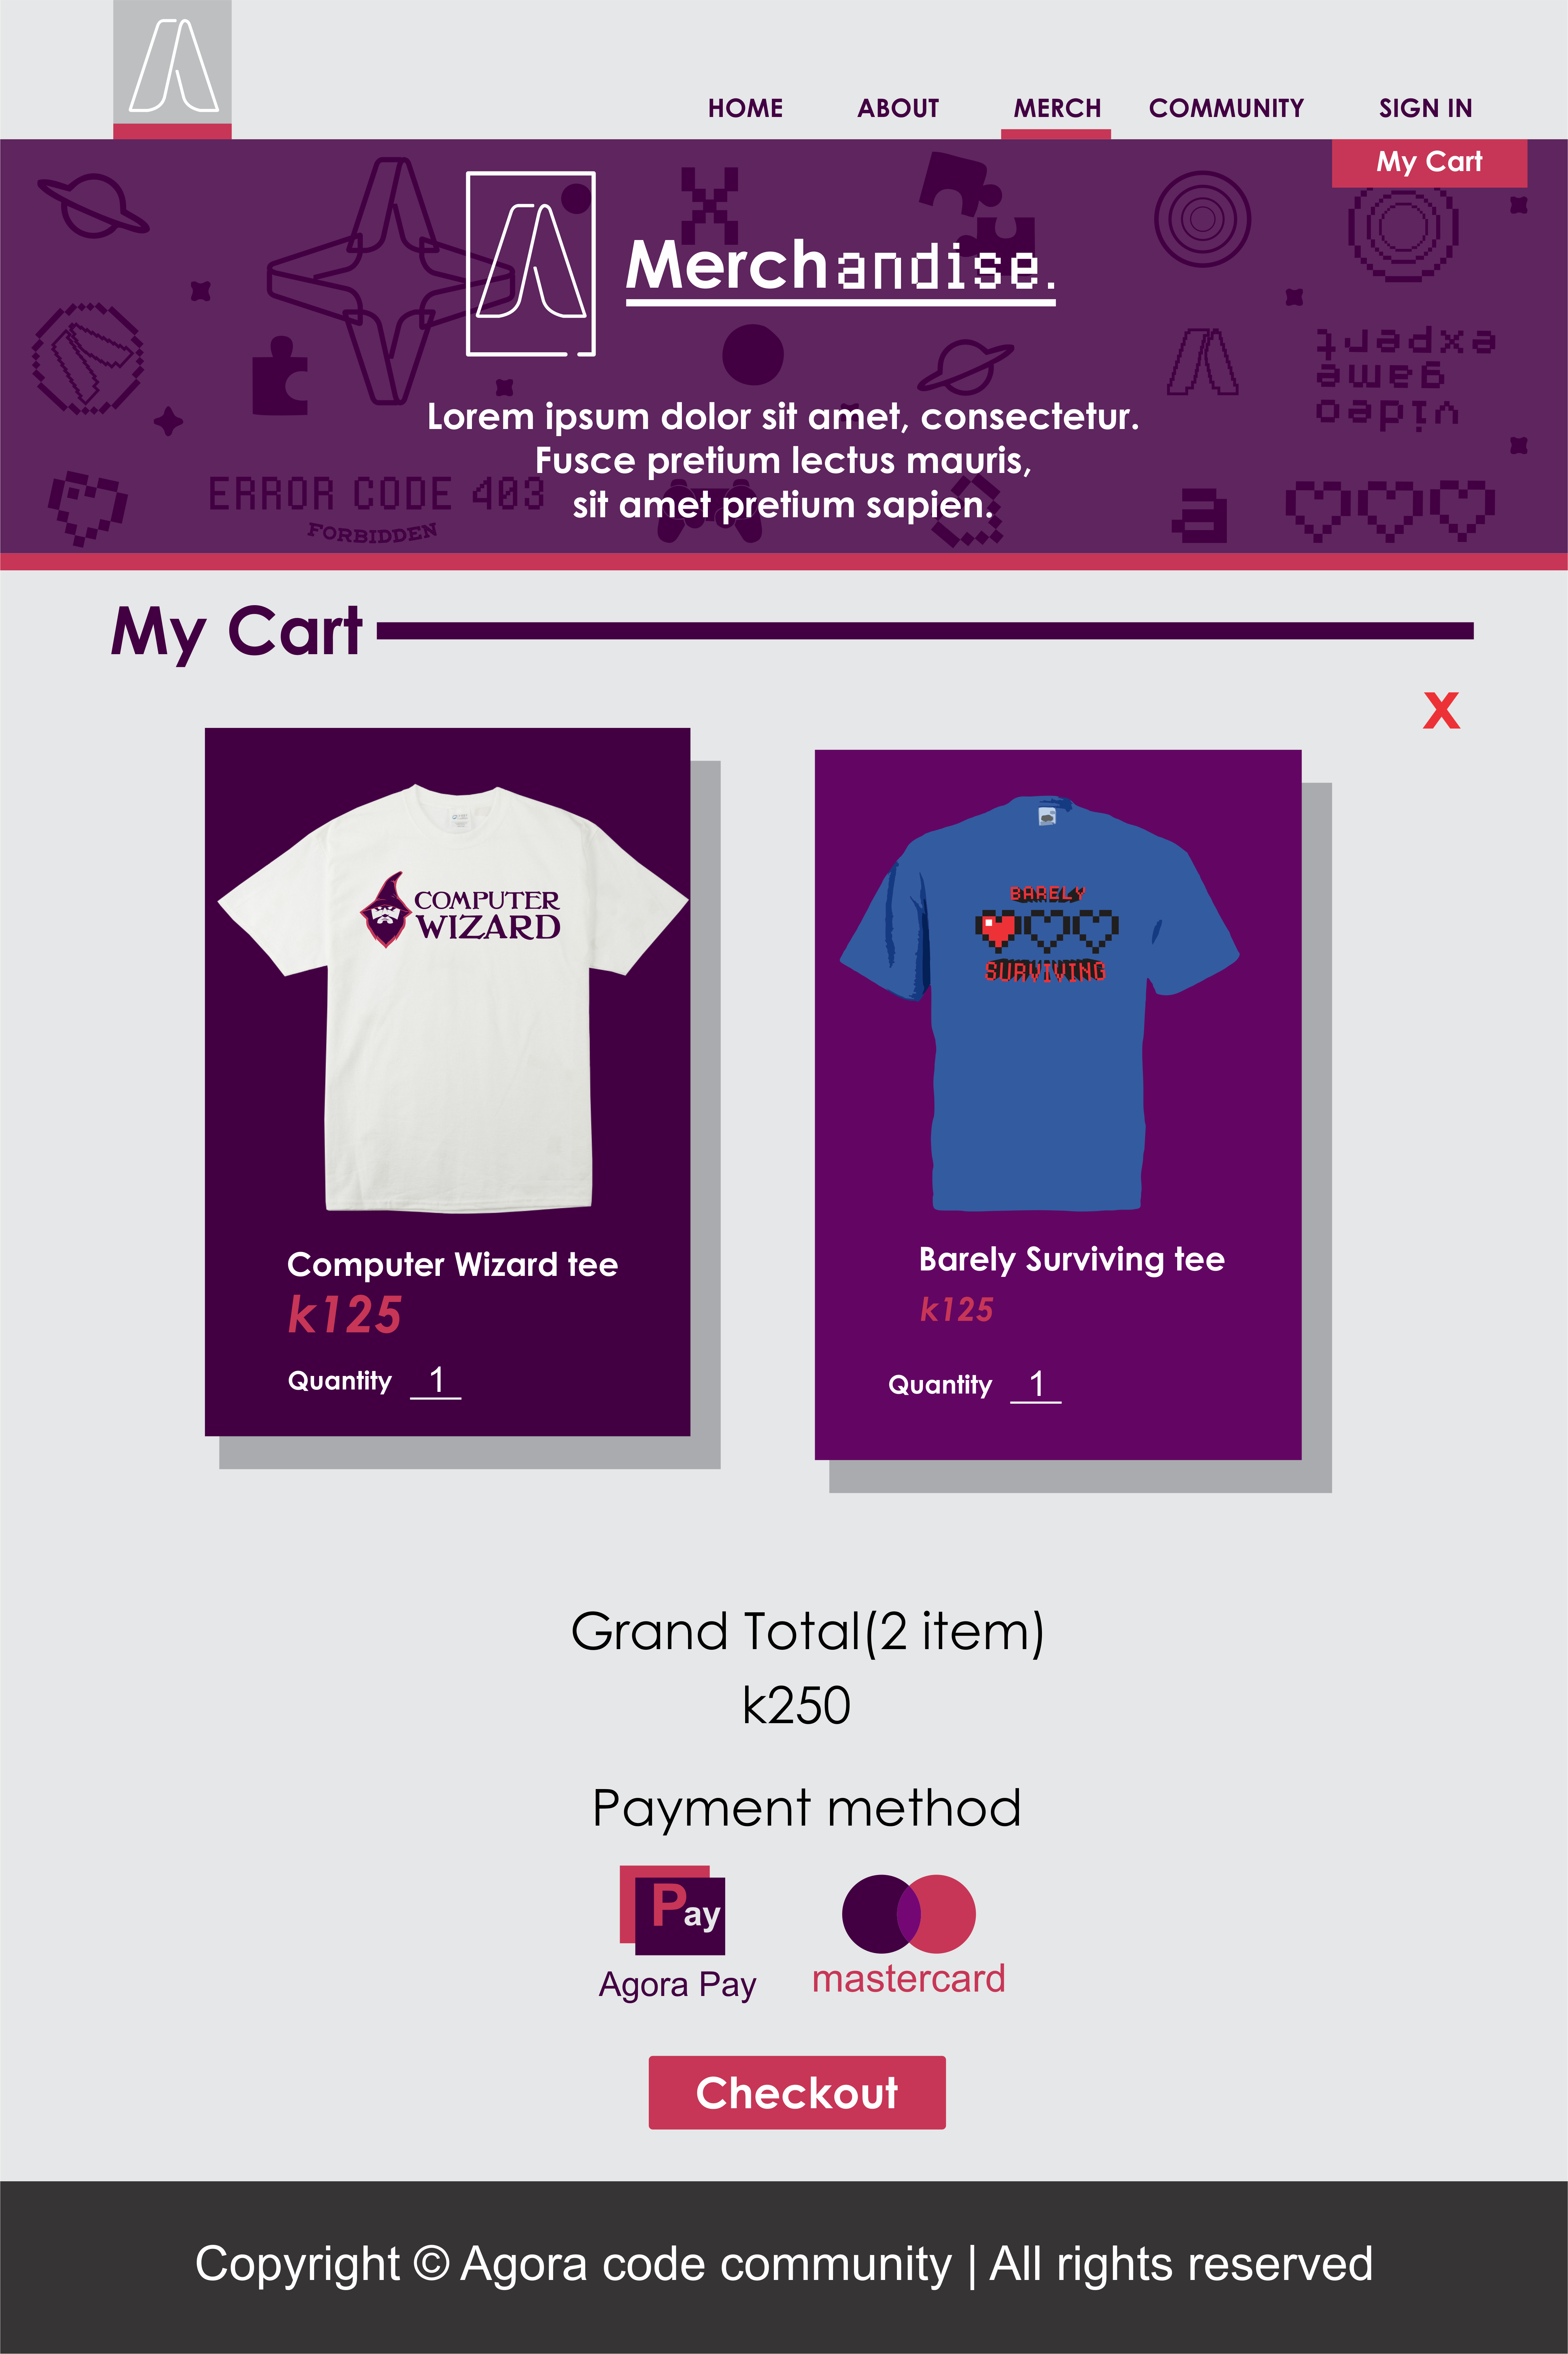 HOME ABOUT MERCH COMMUNITY SIGN IN
My Cart
Merchandise.
expert
game
video
Lorem ipsum dolor sit amet, consectetur.
Fusce pretium lectus mauris,
sit amet pretium sapien.
ERROR CODE 403
FORBIDDEN
a
My Cart
X
COMPUTER
WIZARD
BARELY
SURVIVING
Computer Wizard tee
k125
Quantity 1
Barely Surviving tee
k125
Quantity 1
Grand Total(2 item)
k250
Payment method
Pay
Agora Pay
mastercard
Checkout
Copyright © Agora code community | All rights reserved